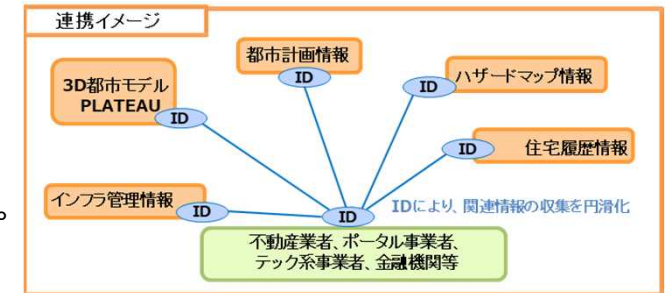 連携イメージ
都市計画情報
ID
ハザードマップ情報
ID
3D都市モデル
PLATEAU
ID
ID
住宅履歴情報
インフラ管理情報
ID
ID
IDにより、関連情報の収集を円滑化
不動産業者、ポータル事業者、
テック系事業者、金融機関等
。